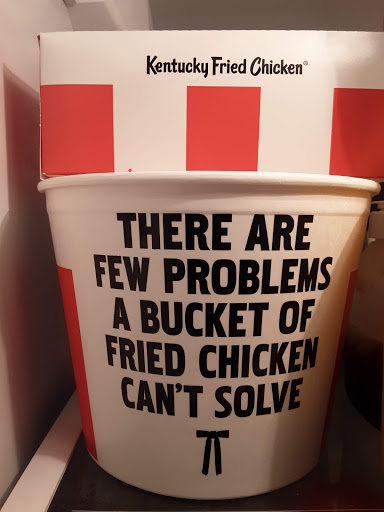 Kentucky Fried Chicken®
THERE ARE
FEW PROBLEMS
A BUCKET OF
FRIED CHICKEN
CAN'T SOLVE